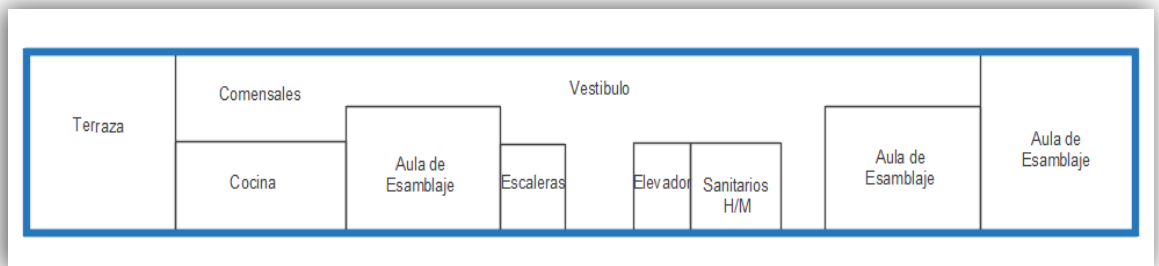 Terraza
Comensales
Cocina
Aula de
Esamblaje
Escaleras
Vestibulo
Elevador
Sanitarios
H/M
Aula de
Esamblaje
Aula de
Esamblaje